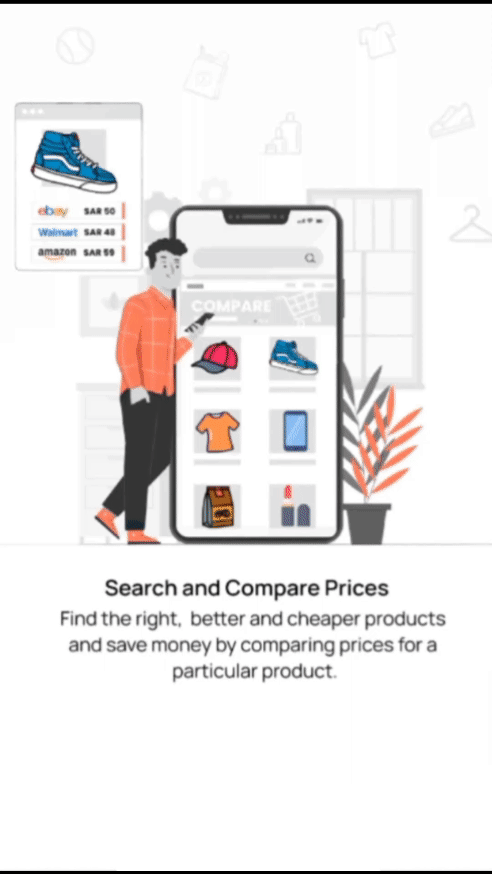 ebay SAR 50
Walmart SAR 48
amazon SAR 59
COMPARE
Search and Compare Prices
Find the right, better and cheaper products
and save money by comparing prices for a
particular product.